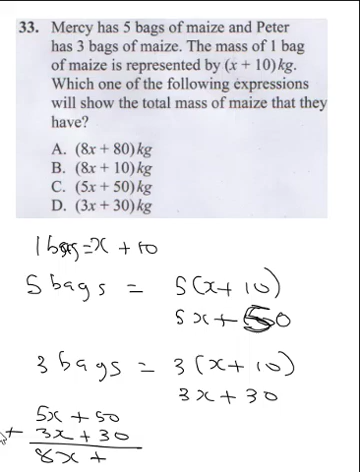 33. Mercy has 5 bags of maize and Peter
has 3 bags of maize. The mass of 1 bag
of maize is represented by (x + 10)kg.
Which one of the following expressions
will show the total mass of maize that they
have?
A. (8x + 80)kg
B. (8x + 10)kg
C. (5x + 50)kg
D. (3x + 30)kg
1 bag=x + 10
5 bags = 5(x+ 10)
5x+50
3 bags = 3(x+10)
3x+30
5x + 50
+ 3x + 30
8x +